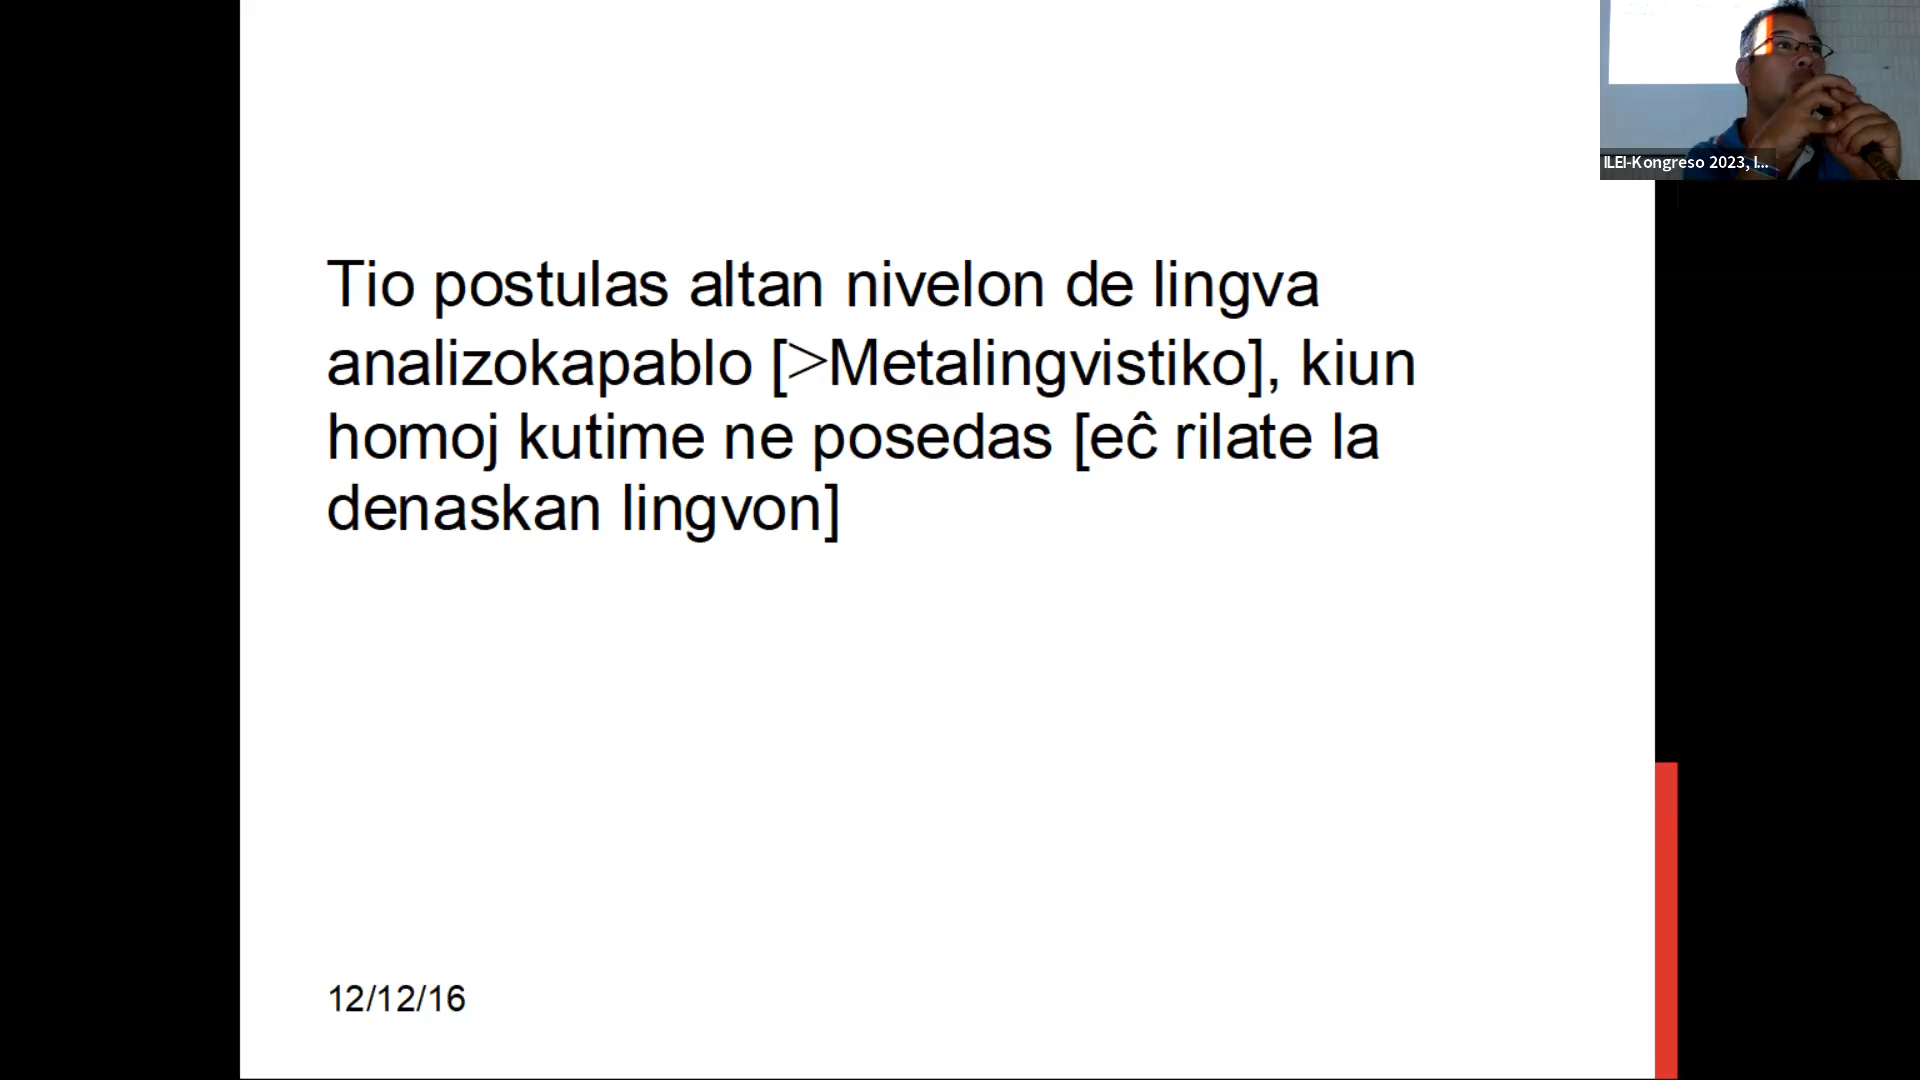 ILEI-Kongreso 2023, I...
Tio postulas altan nivelon de lingva
analizokapablo [>Metalingvistiko], kiun
homoj kutime ne posedas [eĉ rilate la
denaskan lingvon]
12/12/16